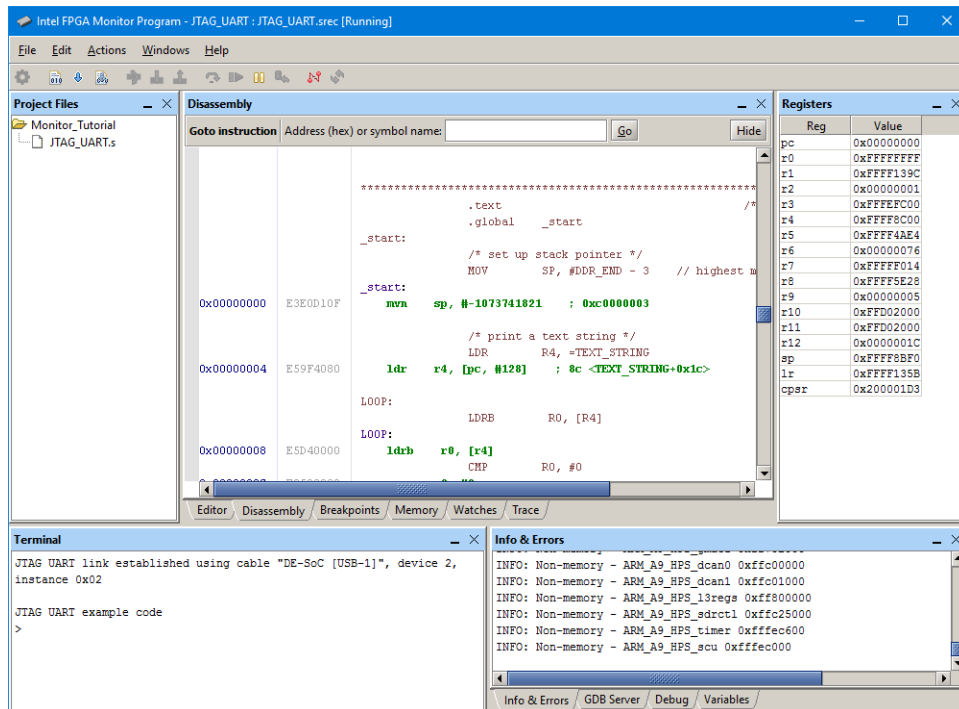 Intel FPGA Monitor Program - JTAG_UART : JTAG_UART.srec [Running]
File Edit Actions Windows Help
Project Files
Monitor_Tutorial
JTAG_UART.s
Disassembly
Goto instruction Address (hex) or symbol name: Go Hide
************************************************************
.text /*
.global _start
_start:
/* set up stack pointer */
MOV SP, #DDR_END - 3 // highest m
_start:
0x00000000 E3E0D10F mvn sp, #-1073741821 ; 0xc0000003
/* print a text string */
LDR R4, =TEXT_STRING
0x00000004 E59F4080 ldr r4, [pc, #128] ; 8c <TEXT_STRING+0x1c>
LOOP:
LDRB R0, [R4]
LOOP:
0x00000008 E5D40000 ldrb r0, [r4]
CMP R0, #0
Editor Disassembly Breakpoints Memory Watches Trace
Registers
Reg Value
pc 0x00000000
r0 0xFFFFFFFF
r1 0xFFFF139C
r2 0x00000001
r3 0xFFFEFC00
r4 0xFFFF8C00
r5 0xFFFF4AE4
r6 0x00000076
r7 0xFFFFF014
r8 0xFFFF5E28
r9 0x00000005
r10 0xFFD02000
r11 0xFFD02000
r12 0x0000001C
sp 0xFFFF8BF0
lr 0xFFFF135B
cpsr 0x200001D3
Terminal
JTAG UART link established using cable "DE-SoC [USB-1]", device 2,
instance 0x02
JTAG UART example code
>
Info & Errors
INFO: Non-memory - ARM_A9_HPS_dcan0 0xffc00000
INFO: Non-memory - ARM_A9_HPS_dcan1 0xffc01000
INFO: Non-memory - ARM_A9_HPS_l3regs 0xff800000
INFO: Non-memory - ARM_A9_HPS_sdrctl 0xffc25000
INFO: Non-memory - ARM_A9_HPS_timer 0xfffec600
INFO: Non-memory - ARM_A9_HPS_scu 0xfffec000
Info & Errors GDB Server Debug Variables